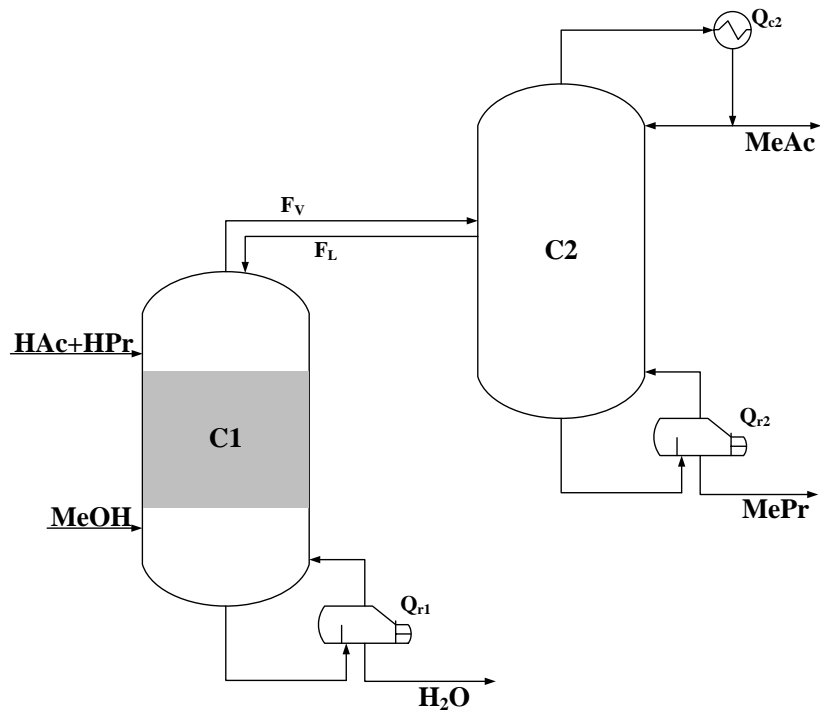 Qc2
MeAc
FV
FL
C2
HAc+HPr
C1
Qr2
MePr
MeOH
Qr1
H2O